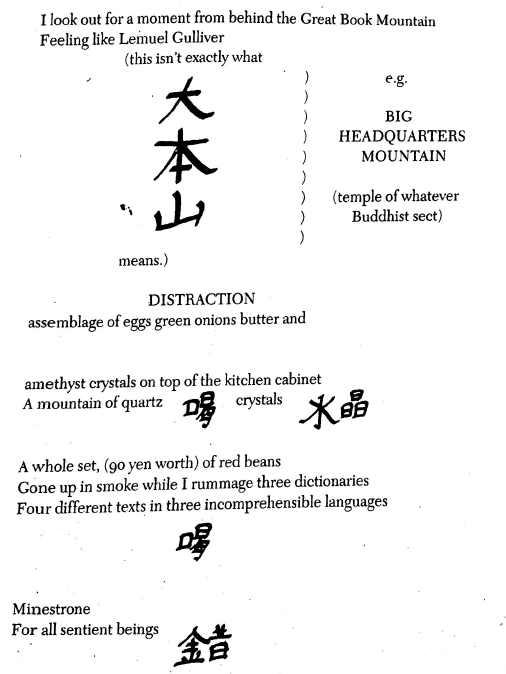 I look out for a moment from behind the Great Book Mountain
Feeling like Lemuel Gulliver
(this isn't exactly what
) e.g.
大 )
) BIG
) HEADQUARTERS
本 ) MOUNTAIN
)
) (temple of whatever
山 ) Buddhist sect)
)
means.)
DISTRACTION
assemblage of eggs green onions butter and
amethyst crystals on top of the kitchen cabinet
A mountain of quartz 喝 crystals 水晶
A whole set, (90 yen worth) of red beans
Gone up in smoke while I rummage three dictionaries
Four different texts in three incomprehensible languages
喝
Minestrone
For all sentient beings 錯